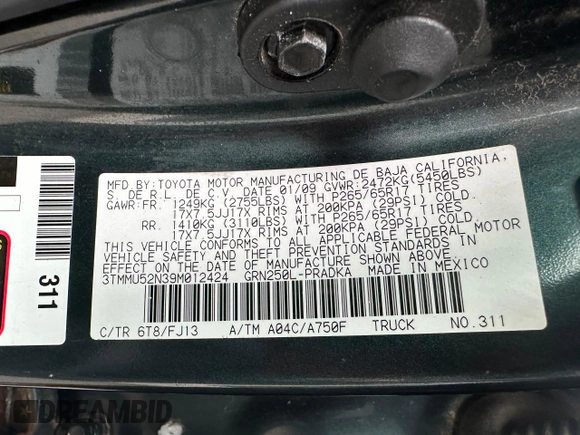 MFD.BY:TOYOTA MOTOR MANUFACTURING DE BAJA CALIFORNIA,
S. DE R.L. DE C.V. DATE 01/09 GVWR:2472KG(5450LBS)
GAWR:FR. 1249KG (2755LBS) WITH P265/65R17 TIRES
17X7.5JJ17X RIMS AT 200KPA (29PSI) COLD.
RR. 1410KG (3110LBS) WITH P265/65R17 TIRES
17X7.5JJ17X RIMS AT 200KPA (29PSI) COLD.
THIS VEHICLE CONFORMS TO ALL APPLICABLE FEDERAL MOTOR
VEHICLE SAFETY AND THEFT PREVENTION STANDARDS IN
EFFECT ON THE DATE OF MANUFACTURE SHOWN ABOVE.
3TMMU52N39M012424 GRN250L-PRADKA MADE IN MEXICO
C/TR 6T8/FJ13 A/TM A04C/A750F TRUCK NO.311
311
DREAMBID